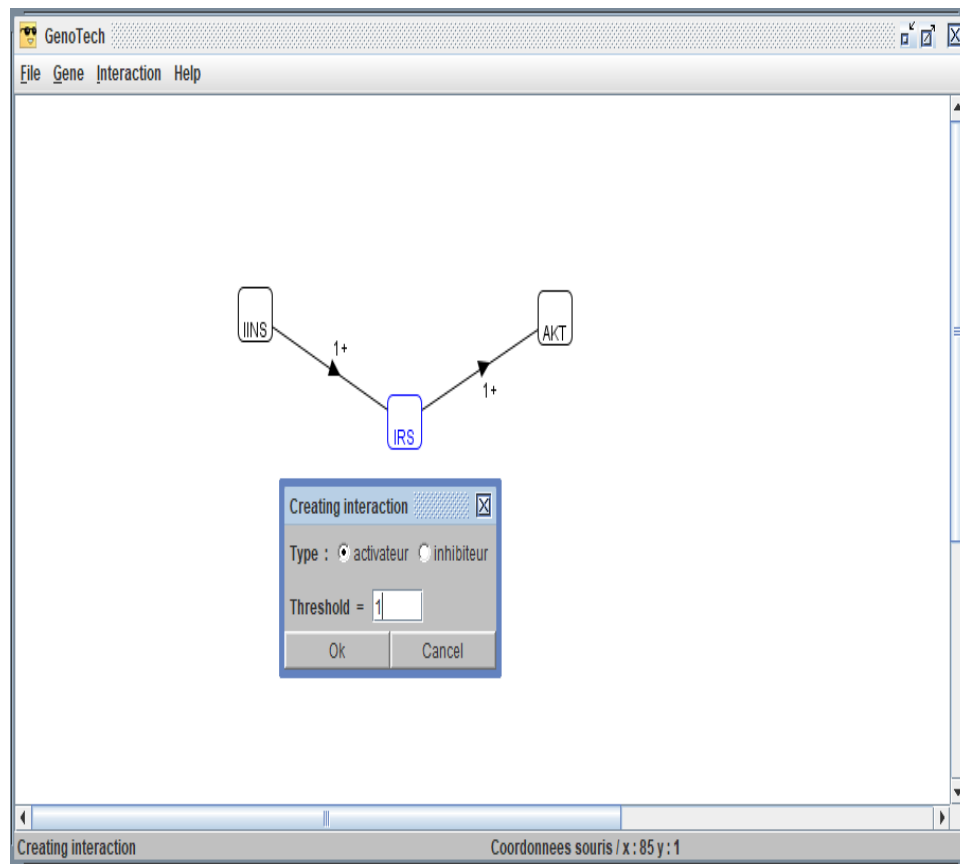 GenoTech
File Gene Interaction Help
IINS
AKT
1+
1+
IRS
Creating interaction
Type : activateur inhibiteur
Threshold = 1
Ok Cancel
Creating interaction Coordonnees souris / x : 85 y : 1